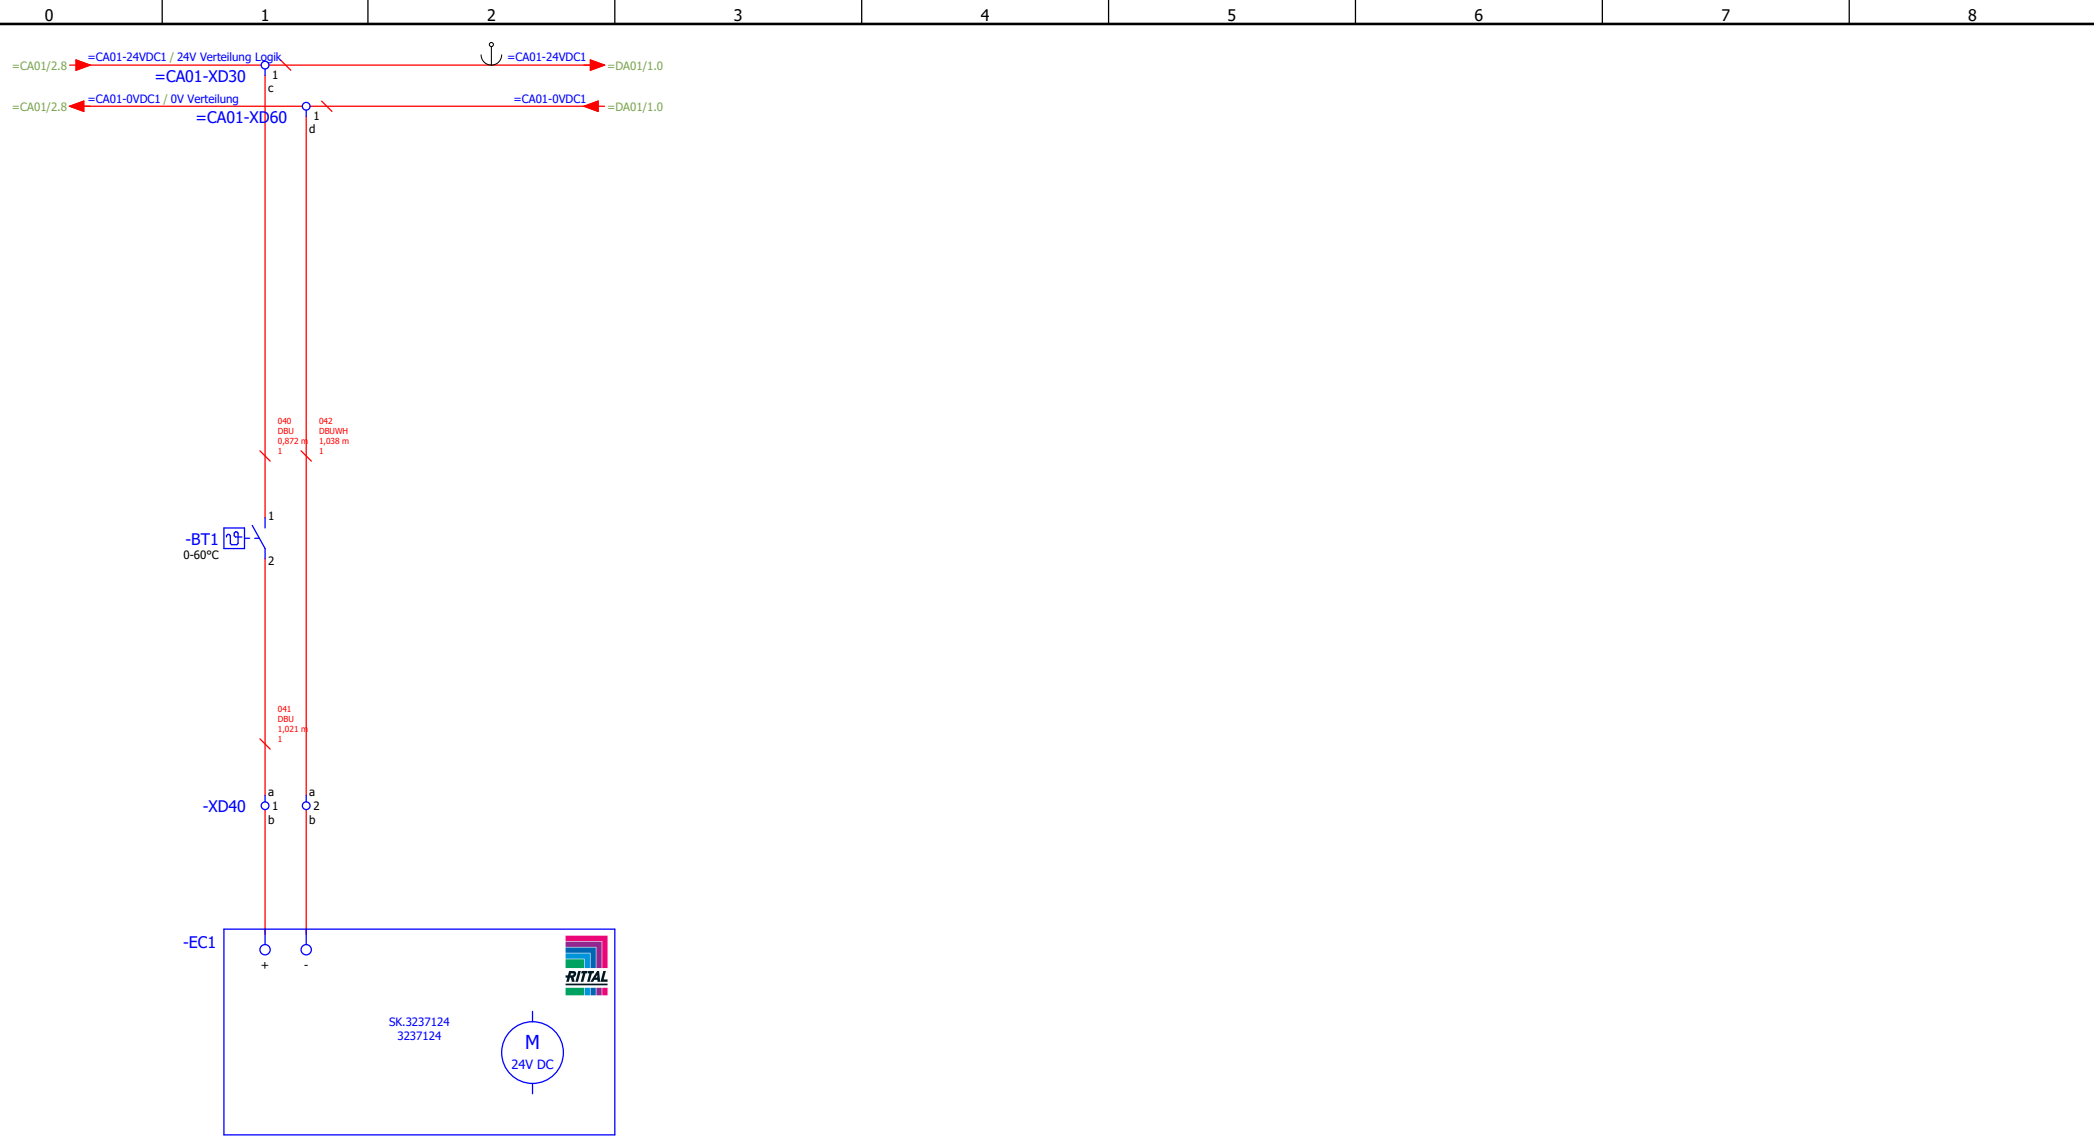 0 1 2 3 4 5 6 7 8
=CA01/2.8 =CA01-24VDC1 / 24V Verteilung Logik =CA01-24VDC1 =DA01/1.0
=CA01-XD30 1
c
=CA01/2.8 =CA01-0VDC1 / 0V Verteilung =CA01-0VDC1 =DA01/1.0
=CA01-XD60 1
d
040 042
DBU DBUWH
0,872 m 1,038 m
1 1
1
-BT1
0-60°C
2
041
DBU
1,021 m
1
a a
-XD40 1 2
b b
-EC1
+ -
RITTAL
SK.3237124
3237124
M
24V DC